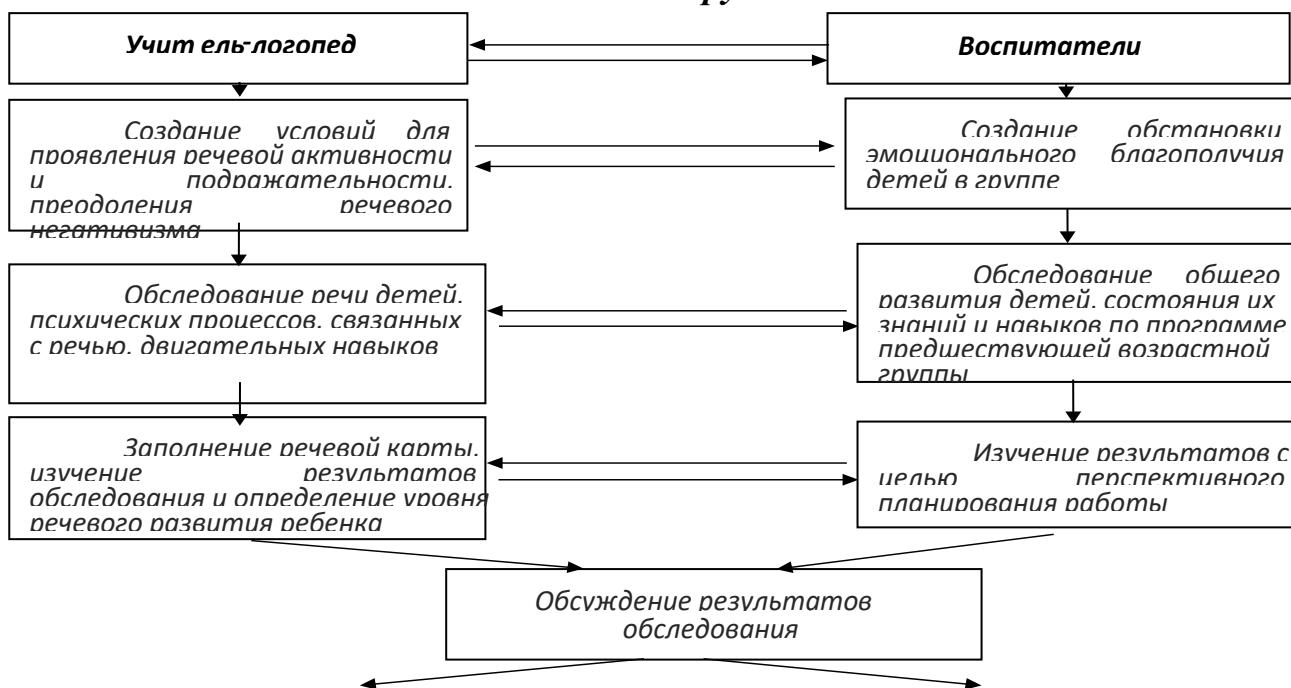 Учитель-логопед
Воспитатели
Создание условий для
проявления речевой активности
и подражательности,
преодоления речевого
негативизма
Создание обстановки
эмоционального благополучия
детей в группе
Обследование речи детей,
психических процессов, связанных
с речью, двигательных навыков
Обследование общего
развития детей, состояния их
знаний и навыков по программе
предшествующей возрастной
группы
Заполнение речевой карты,
изучение результатов
обследования и определение уровня
речевого развития ребенка
Изучение результатов с
целью перспективного
планирования работы
Обсуждение результатов
обследования